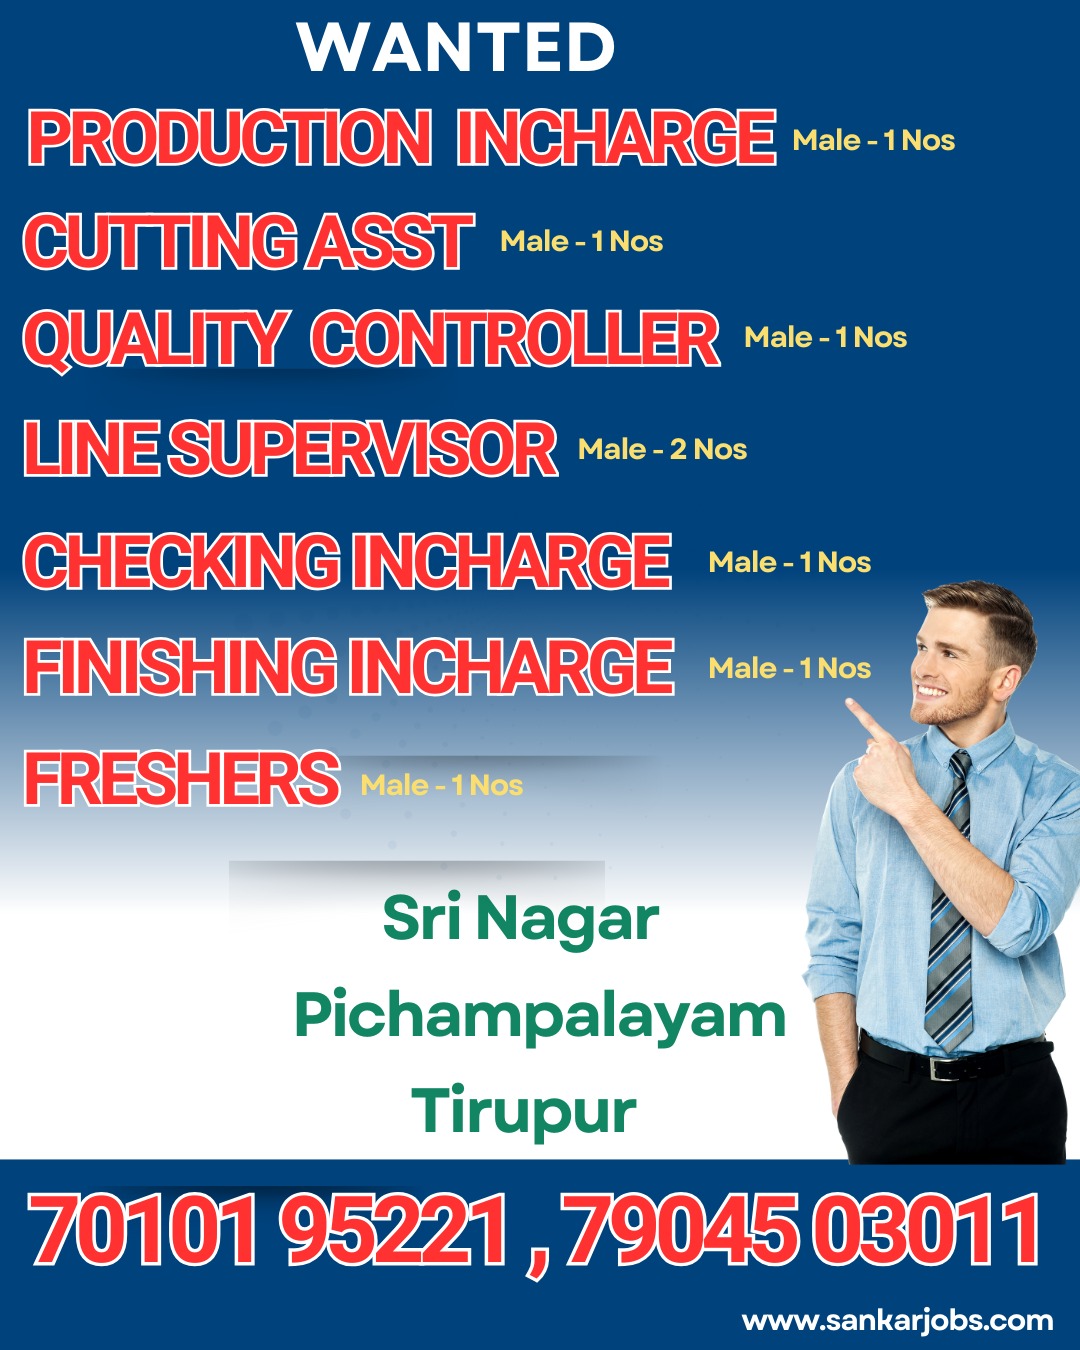 WANTED
PRODUCTION INCHARGE Male - 1 Nos
CUTTING ASST Male - 1 Nos
QUALITY CONTROLLER Male - 1 Nos
LINE SUPERVISOR Male - 2 Nos
CHECKING INCHARGE Male - 1 Nos
FINISHING INCHARGE Male - 1 Nos
FRESHERS Male - 1 Nos
Sri Nagar
Pichampalayam
Tirupur
70101 95221 , 79045 03011
www.sankarjobs.com